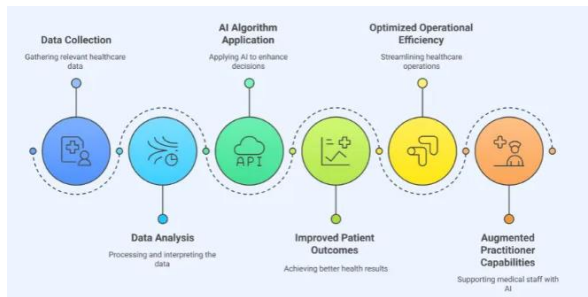 Data Collection
Gathering relevant healthcare
data
AI Algorithm
Application
Applying AI to enhance
decisions
Optimized Operational
Efficiency
Streamlining healthcare
operations
API
Data Analysis
Processing and interpreting the
data
Improved Patient
Outcomes
Achieving better health results
Augmented
Practitioner
Capabilities
Supporting medical staff with
AI